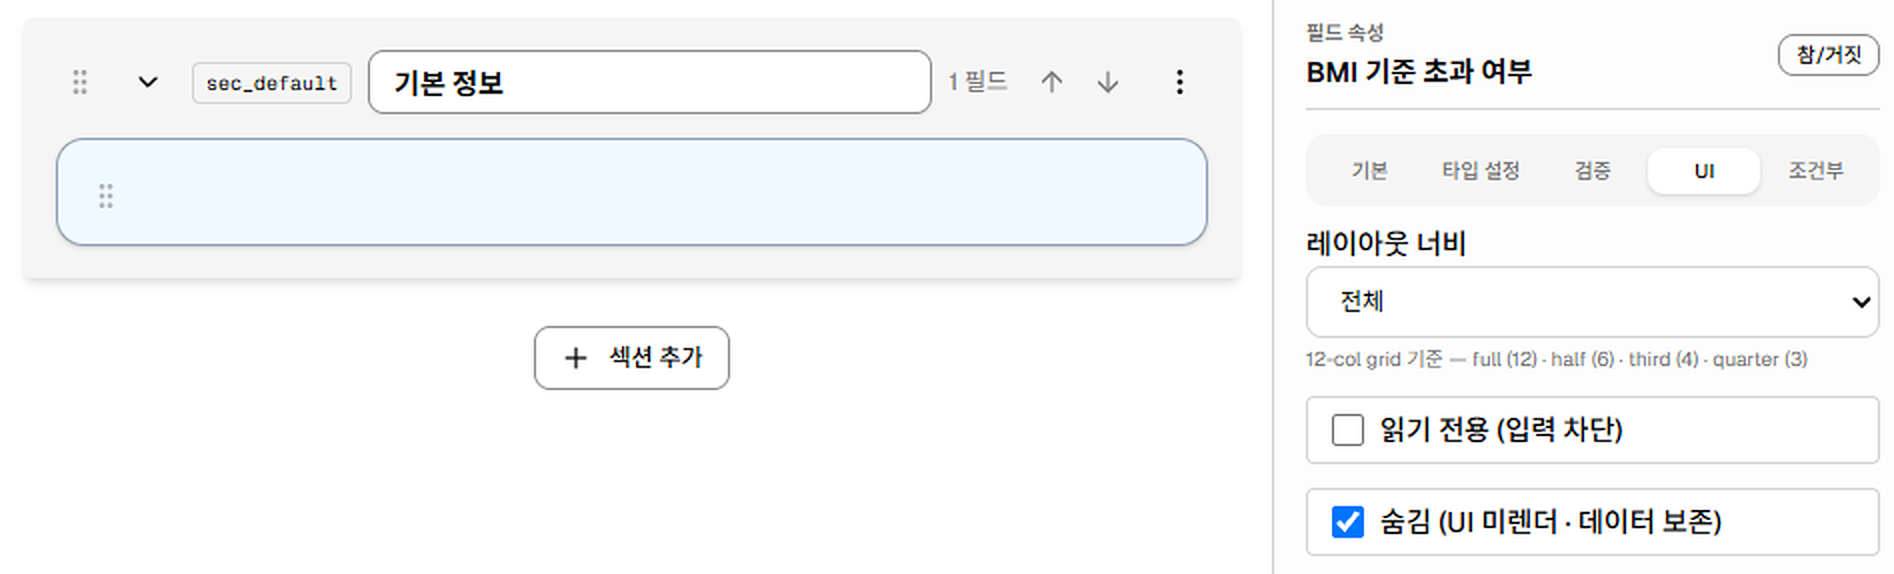 sec_default 기본 정보 1 필드
섹션 추가
필드 속성
BMI 기준 초과 여부
참/거짓
기본 타입 설정 검증 UI 조건부
레이아웃 너비
전체
12-col grid 기준 — full (12) · half (6) · third (4) · quarter (3)
읽기 전용 (입력 차단)
숨김 (UI 미렌더 · 데이터 보존)